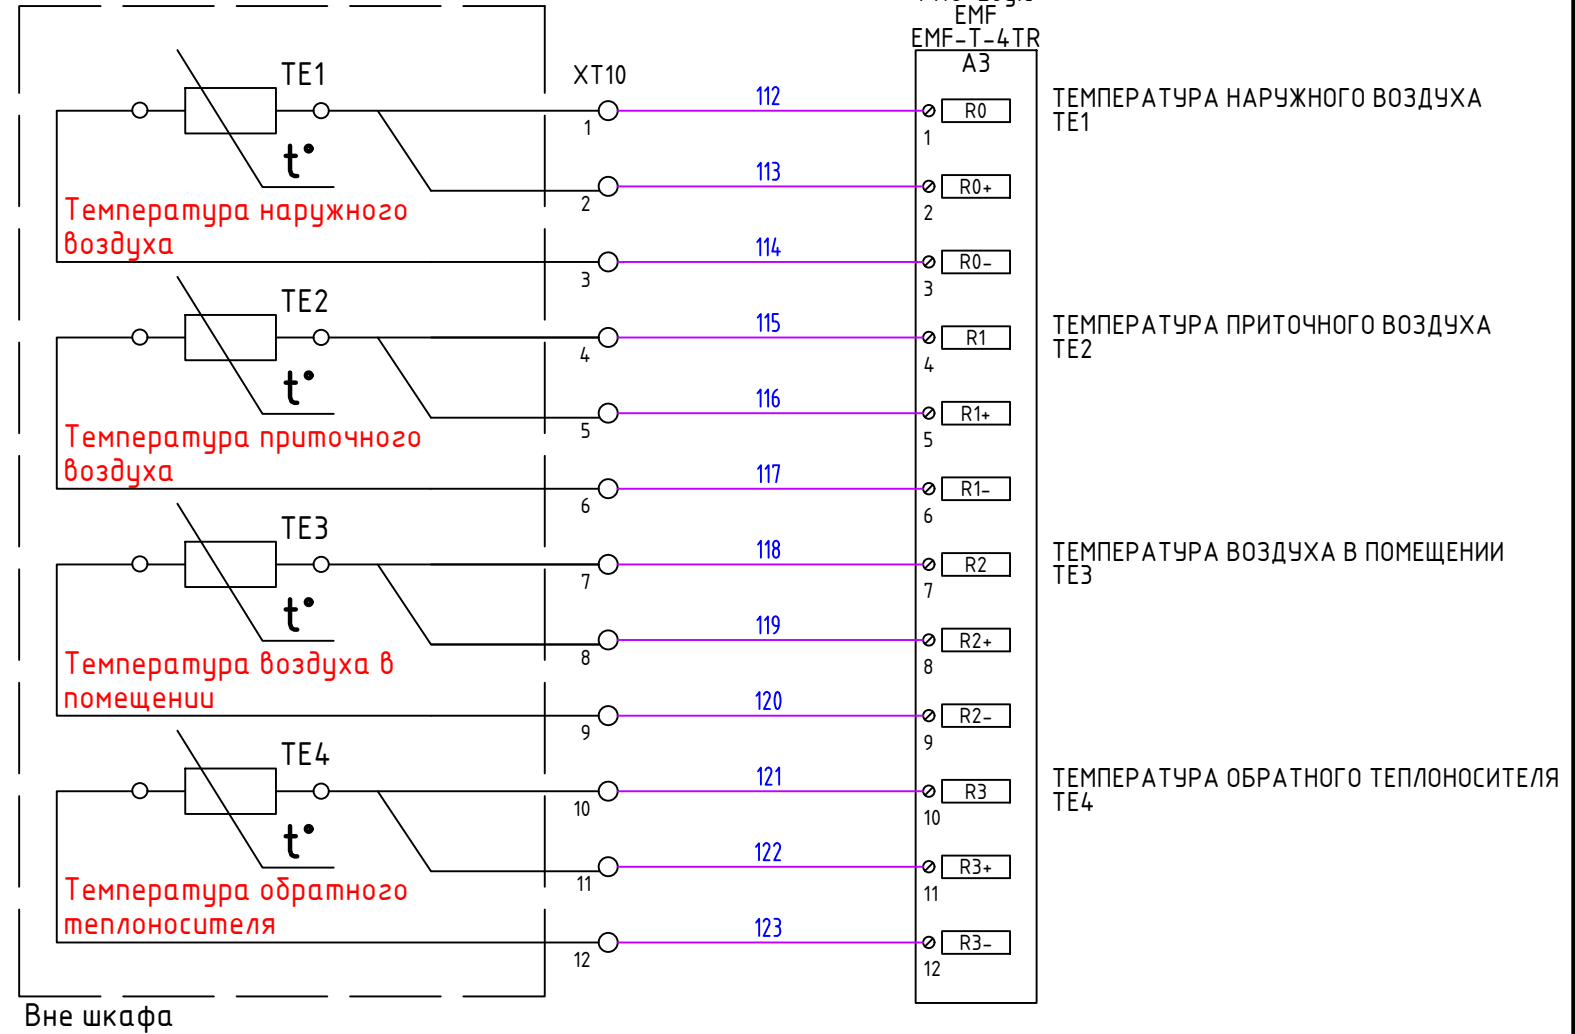 EMF
EMF-T-4TR
A3
TE1
XT10
112
1
R0
1
ТЕМПЕРАТУРА НАРУЖНОГО ВОЗДУХА
TE1
t°
113
2
R0+
2
Температура наружного
воздуха
114
3
R0-
3
TE2
115
4
R1
4
ТЕМПЕРАТУРА ПРИТОЧНОГО ВОЗДУХА
TE2
t°
116
5
R1+
5
Температура приточного
воздуха
117
6
R1-
6
TE3
118
7
R2
7
ТЕМПЕРАТУРА ВОЗДУХА В ПОМЕЩЕНИИ
TE3
t°
119
8
R2+
8
Температура воздуха в
помещении
120
9
R2-
9
TE4
121
10
R3
10
ТЕМПЕРАТУРА ОБРАТНОГО ТЕПЛОНОСИТЕЛЯ
TE4
t°
122
11
R3+
11
Температура обратного
теплоносителя
123
12
R3-
12
Вне шкафа